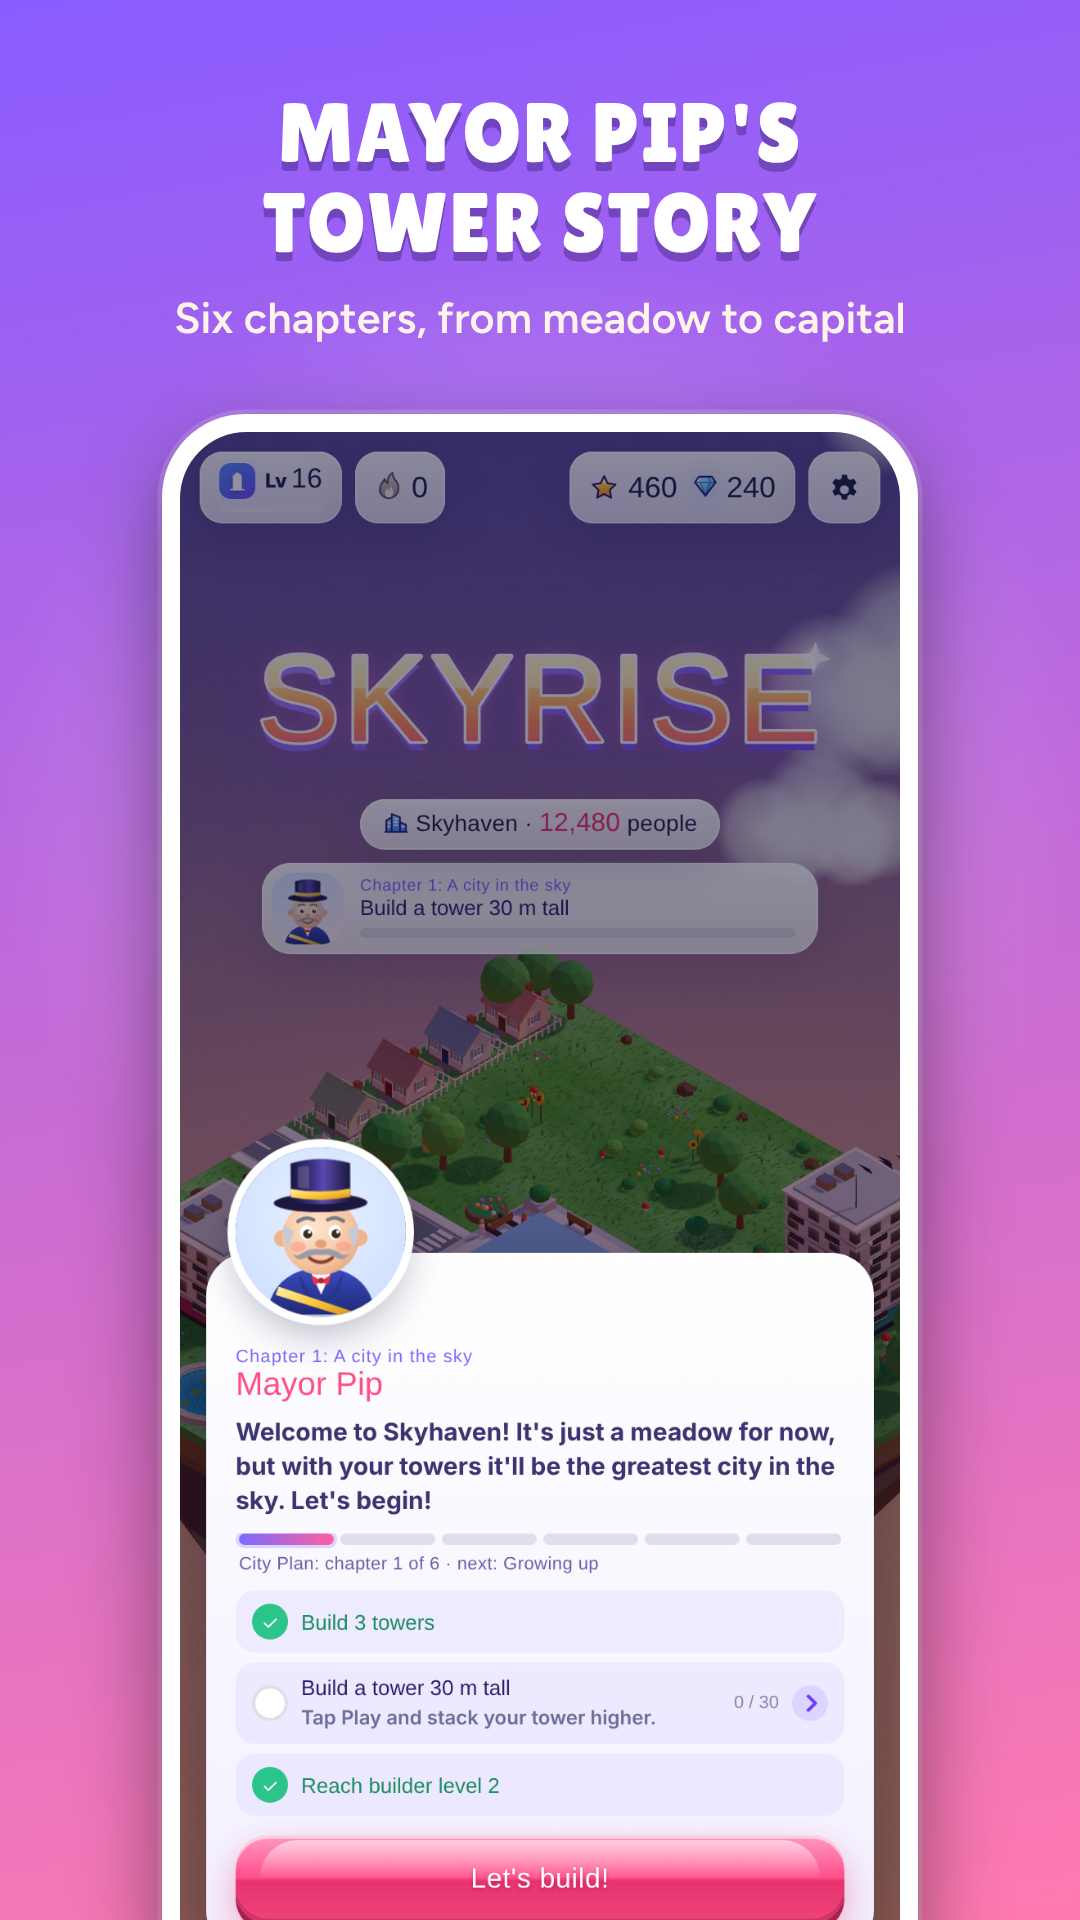 MAYOR PIP'S
TOWER STORY
Six chapters, from meadow to capital
Lv 16
0
460
240
SKYRISE
Skyhaven · 12,480 people
Chapter 1: A city in the sky
Build a tower 30 m tall
Chapter 1: A city in the sky
Mayor Pip
Welcome to Skyhaven! It's just a meadow for now,
but with your towers it'll be the greatest city in the
sky. Let's begin!
City Plan: chapter 1 of 6 · next: Growing up
Build 3 towers
Build a tower 30 m tall
Tap Play and stack your tower higher.
0 / 30
Reach builder level 2
Let's build!